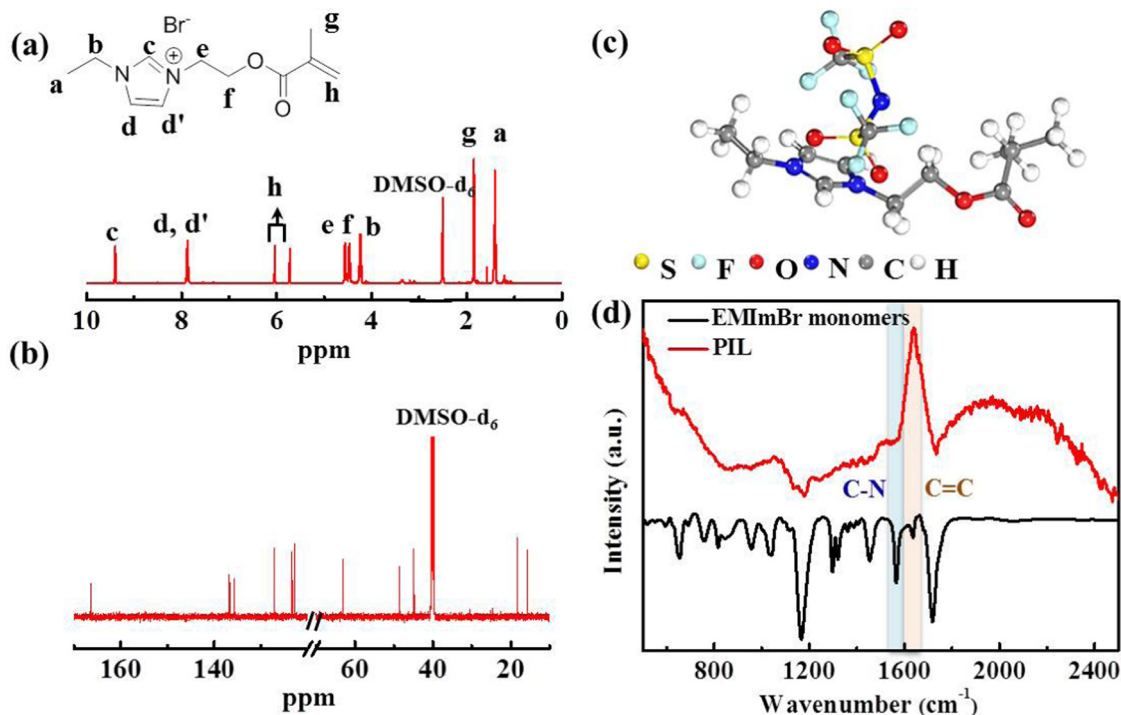 (a)
Br-
g
b
c
e
N
+
N
O
a
f
O
h
d
d'
g
a
DMSO-d6
h
c
d, d'
e f
b
10 8 6 4 2 0
ppm
(b)
DMSO-d6
160 140 60 40 20
ppm
(c)
S F O N C H
(d)
EMImBr monomers
PIL
C-N
C=C
Intensity (a.u.)
800 1200 1600 2000 2400
Wavenumber (cm-1)